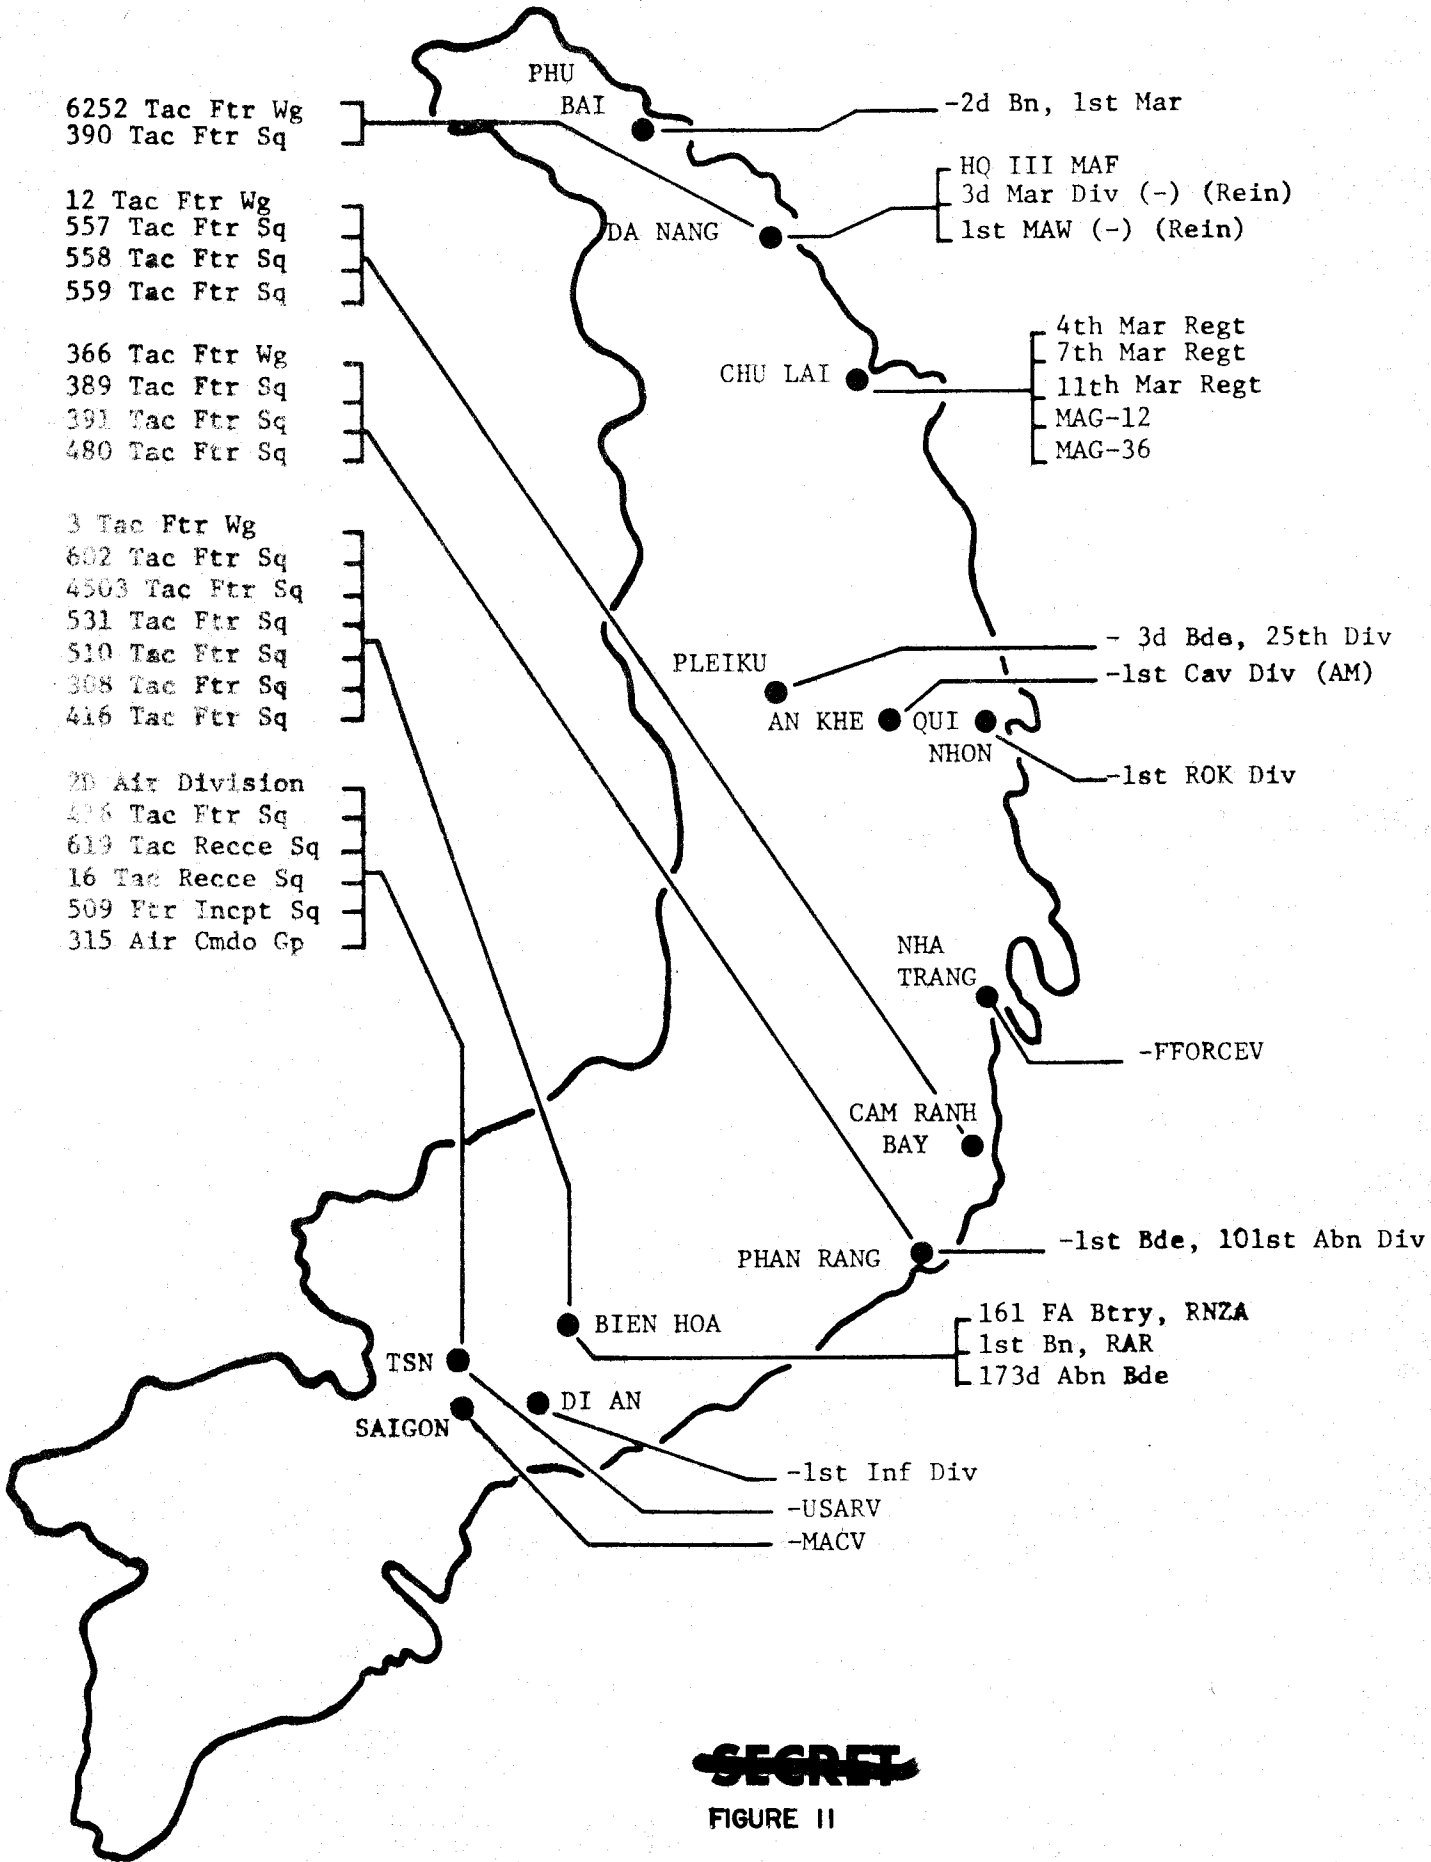 6252 Tac Ftr Wg
390 Tac Ftr Sq
12 Tac Ftr Wg
557 Tac Ftr Sq
558 Tac Ftr Sq
559 Tac Ftr Sq
366 Tac Ftr Wg
389 Tac Ftr Sq
391 Tac Ftr Sq
480 Tac Ftr Sq
3 Tac Ftr Wg
602 Tac Ftr Sq
4503 Tac Ftr Sq
531 Tac Ftr Sq
510 Tac Ftr Sq
308 Tac Ftr Sq
416 Tac Ftr Sq
2D Air Division
Tac Ftr Sq
619 Tac Recce Sq
16 Tac Recce Sq
509 Ftr Incpt Sq
315 Air Cmdo Gp
PHU
BAI
-2d Bn, 1st Mar
DA NANG
HQ III MAF
3d Mar Div (-) (Rein)
1st MAW (-) (Rein)
CHU LAI
4th Mar Regt
7th Mar Regt
11th Mar Regt
MAG-12
MAG-36
PLEIKU
- 3d Bde, 25th Div
AN KHE
-1st Cav Div (AM)
QUI
NHON
-1st ROK Div
NHA
TRANG
-FFORCEV
CAM RANH
BAY
PHAN RANG
-1st Bde, 101st Abn Div
BIEN HOA
161 FA Btry, RNZA
1st Bn, RAR
173d Abn Bde
TSN
DI AN
SAIGON
-1st Inf Div
-USARV
-MACV
SECRET
FIGURE 11